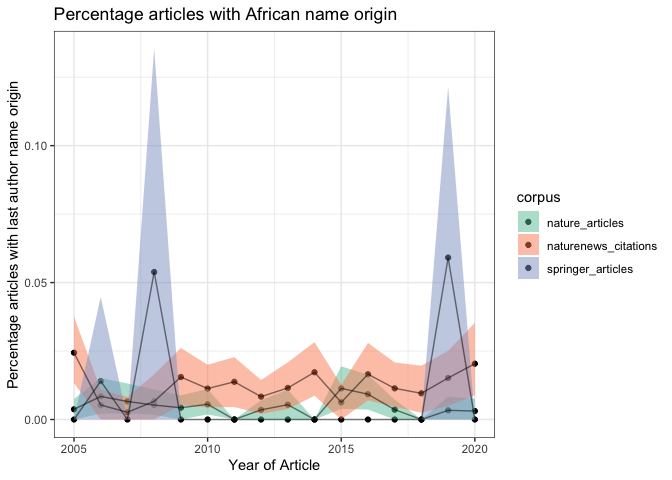 Percentage articles with African name origin
Percentage articles with last author name origin
0.10
0.05
0.00
2005
2010
2015
2020
Year of Article
corpus
nature_articles
naturenews_citations
springer_articles